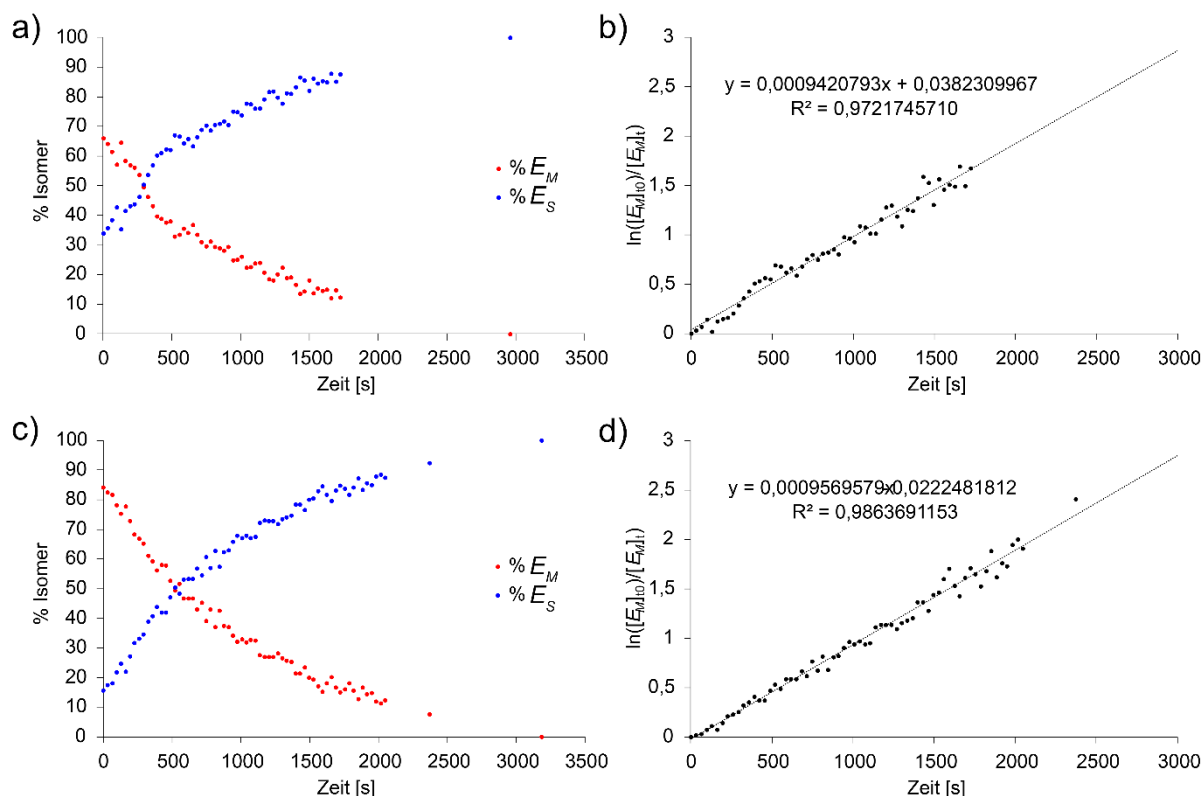 a)
100
90
80
70
60
50
40
30
20
10
0
% Isomer
% E_M
% E_S
0 500 1000 1500 2000 2500 3000 3500
Zeit [s]
b)
3
2,5
2
1,5
1
0,5
0
ln([E_M]t0)/[E_M]t)
y = 0,0009420793x + 0,0382309967
R² = 0,9721745710
0 500 1000 1500 2000 2500 3000
Zeit [s]
c)
100
90
80
70
60
50
40
30
20
10
0
% Isomer
% E_M
% E_S
0 500 1000 1500 2000 2500 3000 3500
Zeit [s]
d)
3
2,5
2
1,5
1
0,5
0
ln([E_M]t0)/[E_M]t)
y = 0,0009569579x-0,0222481812
R² = 0,9863691153
0 500 1000 1500 2000 2500 3000
Zeit [s]